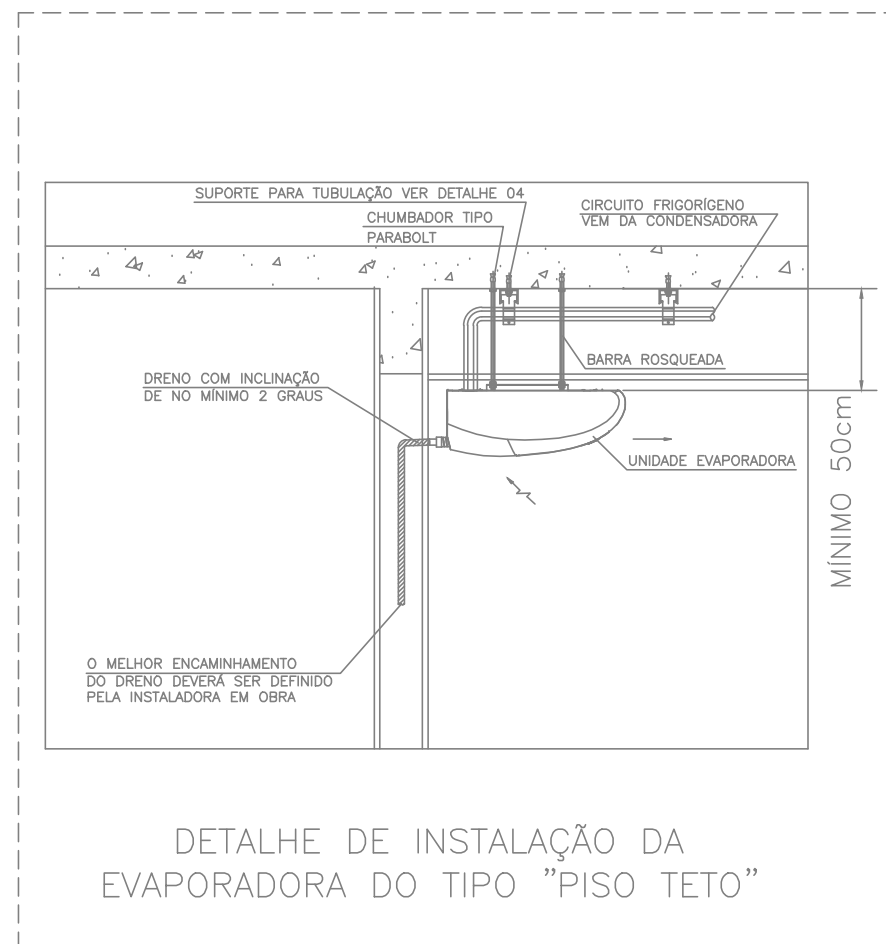 SUPORTE PARA TUBULAÇÃO VER DETALHE 04
CHUMBADOR TIPO
PARABOLT
CIRCUITO FRIGORÍGENO
VEM DA CONDENSADORA
BARRA ROSQUEADA
DRENO COM INCLINAÇÃO
DE NO MÍNIMO 2 GRAUS
UNIDADE EVAPORADORA
MÍNIMO 50cm
O MELHOR ENCAMINHAMENTO
DO DRENO DEVERÁ SER DEFINIDO
PELA INSTALADORA EM OBRA
DETALHE DE INSTALAÇÃO DA
EVAPORADORA DO TIPO "PISO TETO"